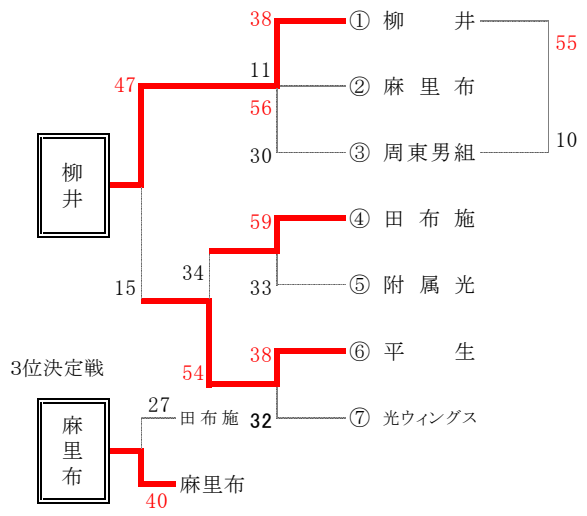 38 ① 柳井
55
11 ② 麻里布
47
56
30 ③ 周東男組 10
柳井
59 ④ 田布施
34
15
33 ⑤ 附属光
38 ⑥ 平生
3位決定戦
54
27 田布施 32 ⑦ 光ウィングス
麻里布
麻里布
40